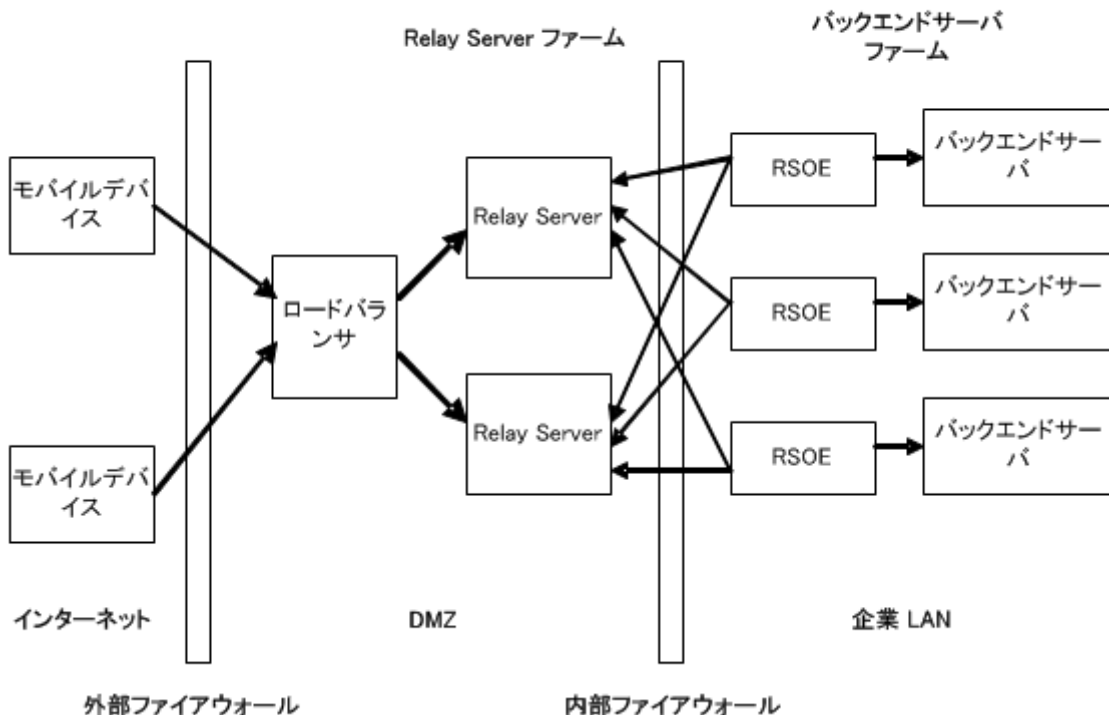 Relay Server ファーム
バックエンドサーバ
ファーム
モバイルデバ
イス
モバイルデバ
イス
ロードバラ
ンサ
Relay Server
Relay Server
RSOE
バックエンドサー
バ
RSOE
バックエンドサー
バ
RSOE
バックエンドサー
バ
インターネット
DMZ
企業 LAN
外部ファイアウォール
内部ファイアウォール